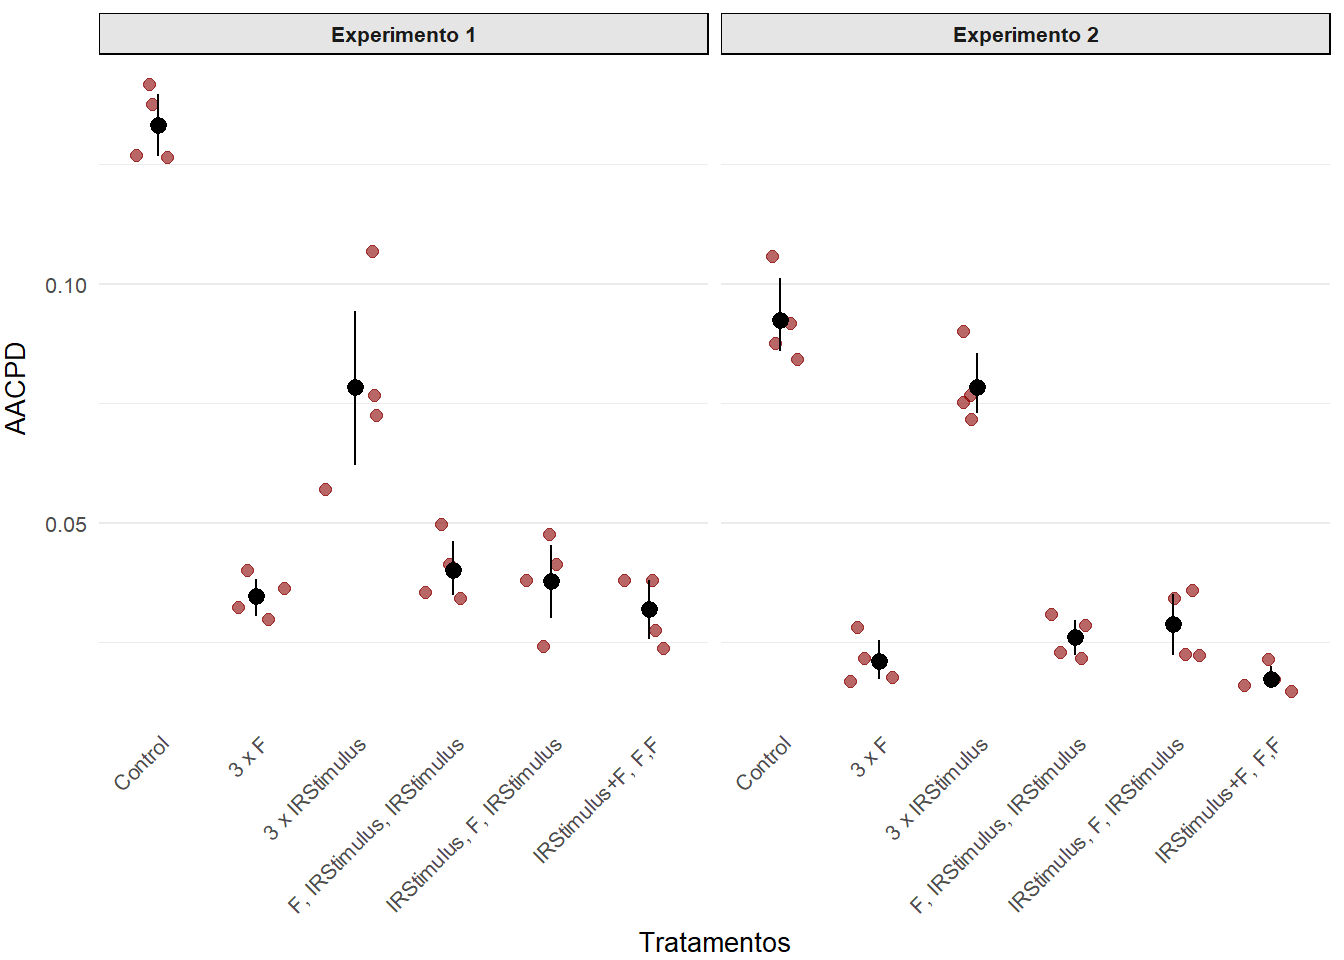 Experimento 1
Experimento 2
AACPD
0.10
0.05
Control
3 x F
3 x IRStimulus
F, IRStimulus, IRStimulus
IRStimulus, F, IRStimulus
IRStimulus+F, F,F
Control
3 x F
3 x IRStimulus
F, IRStimulus, IRStimulus
IRStimulus, F, IRStimulus
IRStimulus+F, F,F
Tratamentos